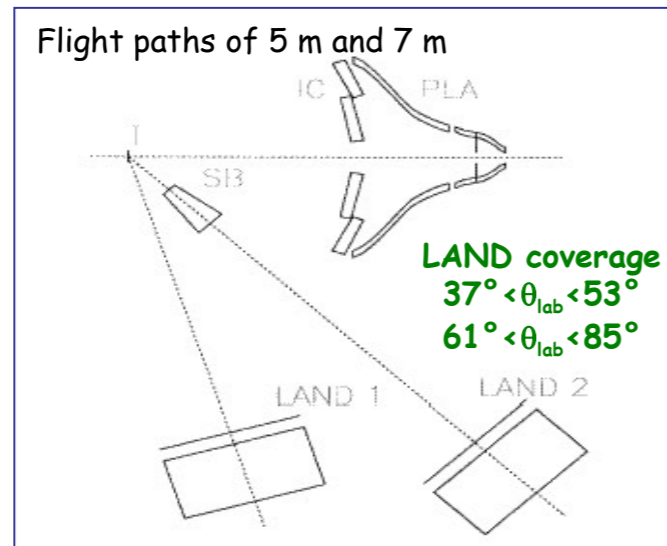 Flight paths of 5 m and 7 m
IC PLA
T
SB
LAND coverage
37°<θlab<53°
61°<θlab<85°
LAND 1
LAND 2